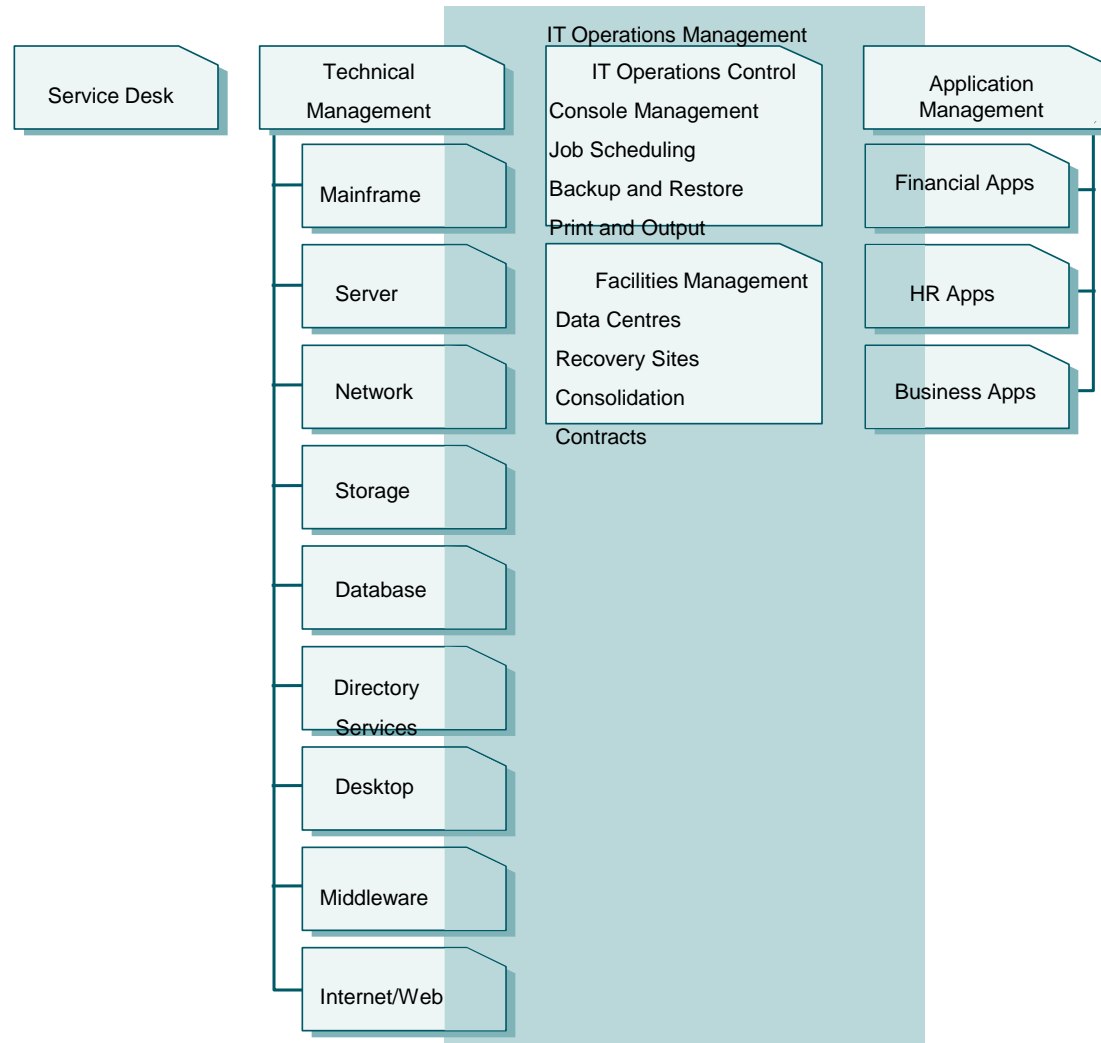 Service Desk
Technical
Management
Mainframe
Server
Network
Storage
Database
Directory
Services
Desktop
Middleware
Internet/Web
IT Operations Management
IT Operations Control
Console Management
Job Scheduling
Backup and Restore
Print and Output
Facilities Management
Data Centres
Recovery Sites
Consolidation
Contracts
Application
Management
Financial Apps
HR Apps
Business Apps